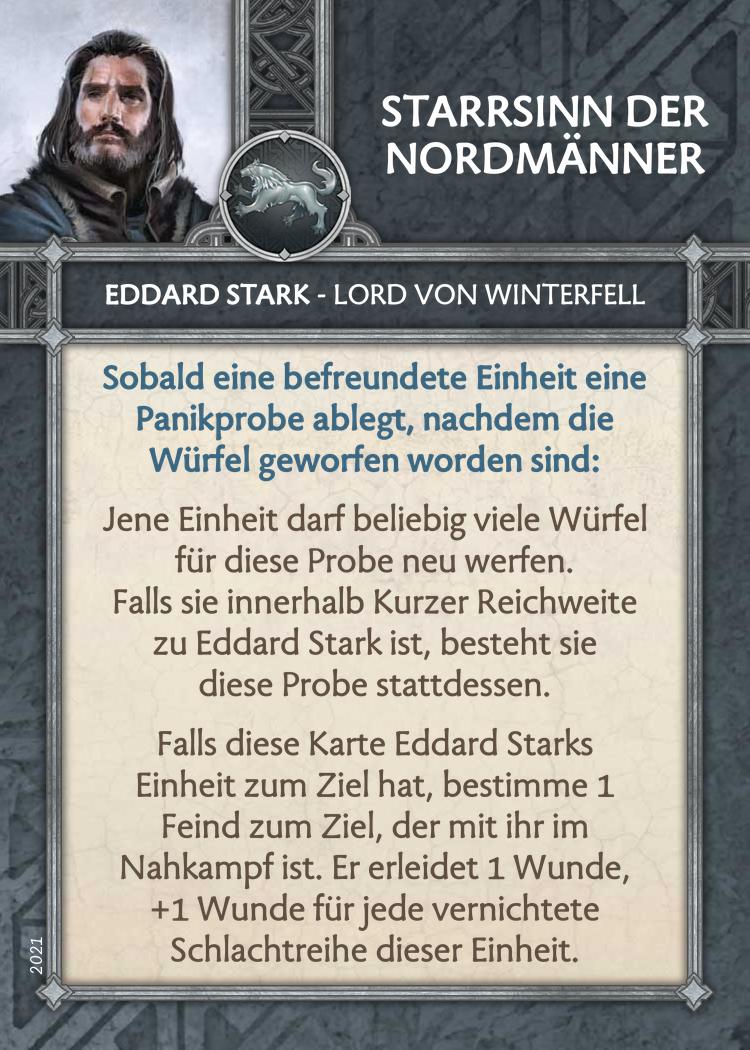 STARRSINN DER
NORDMÄNNER
EDDARD STARK - LORD VON WINTERFELL
Sobald eine befreundete Einheit eine
Panikprobe ablegt, nachdem die
Würfel geworfen worden sind:
Jene Einheit darf beliebig viele Würfel
für diese Probe neu werfen.
Falls sie innerhalb Kurzer Reichweite
zu Eddard Stark ist, besteht sie
diese Probe stattdessen.
Falls diese Karte Eddard Starks
Einheit zum Ziel hat, bestimme 1
Feind zum Ziel, der mit ihr im
Nahkampf ist. Er erleidet 1 Wunde,
+1 Wunde für jede vernichtete
Schlachtreihe dieser Einheit.
2021